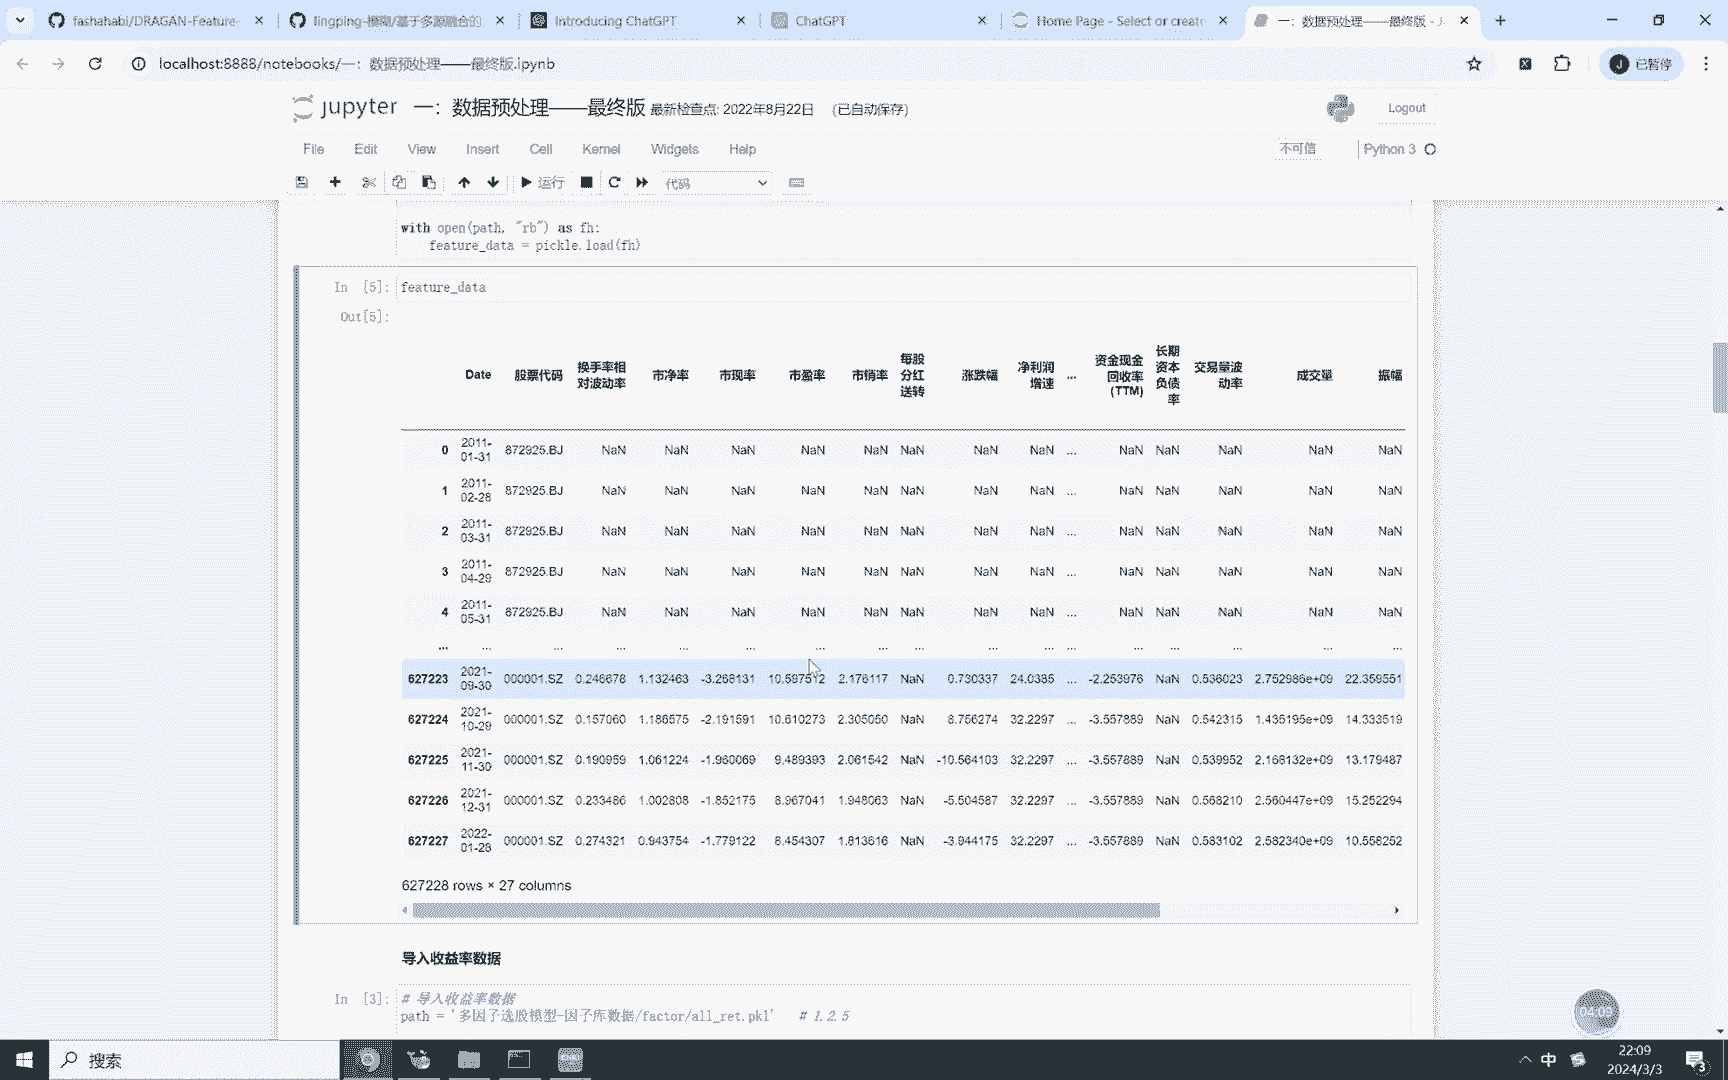 fashahabi/DRAGAN-Feature-
Introducing ChatGPT
ChatGPT
Home Page - Select or create
一：数据预处理——最终版 - J
localhost:8888/notebooks/一：数据预处理——最终版.ipynb
J 已暂停
jupyter 一：数据预处理——最终版 最新检查点: 2022年8月22日 (已自动保存)
Logout
File Edit View Insert Cell Kernel Widgets Help
不可信 Python 3
运行 代码
with open(path, "rb") as fh:
feature_data = pickle.load(fh)
In [5]: feature_data
Out[5]:
Date 股票代码 换手率相对波动率 市净率 市现率 市盈率 市销率 每股分红送转 涨跌幅 净利润增速 ... 资金现金回收率(TTM) 长期资本负债率 交易量波动率 成交量 振幅
0 2011-01-31 872925.BJ NaN NaN NaN NaN NaN NaN NaN NaN ... NaN NaN NaN NaN NaN
1 2011-02-28 872925.BJ NaN NaN NaN NaN NaN NaN NaN NaN ... NaN NaN NaN NaN NaN
2 2011-03-31 872925.BJ NaN NaN NaN NaN NaN NaN NaN NaN ... NaN NaN NaN NaN NaN
3 2011-04-29 872925.BJ NaN NaN NaN NaN NaN NaN NaN NaN ... NaN NaN NaN NaN NaN
4 2011-05-31 872925.BJ NaN NaN NaN NaN NaN NaN NaN NaN ... NaN NaN NaN NaN NaN
... ... ... ... ... ... ... ... ... ... ... ... ... ... ... ... ...
627223 2021-09-30 000001.SZ 0.246678 1.132463 -3.268131 10.597512 2.176117 NaN 0.730337 24.0385 ... -2.253976 NaN 0.536023 2.752986e+09 22.359551
627224 2021-10-29 000001.SZ 0.157060 1.186575 -2.191591 10.610273 2.305050 NaN 8.756274 32.2297 ... -3.557889 NaN 0.542315 1.435195e+09 14.333519
627225 2021-11-30 000001.SZ 0.190959 1.061224 -1.960069 9.489393 2.061542 NaN -10.564103 32.2297 ... -3.557889 NaN 0.539952 2.168132e+09 13.179487
627226 2021-12-31 000001.SZ 0.233486 1.002808 -1.852175 8.967041 1.948063 NaN -5.504587 32.2297 ... -3.557889 NaN 0.568210 2.560447e+09 15.252294
627227 2022-01-28 000001.SZ 0.274321 0.943754 -1.779122 8.454307 1.813616 NaN -3.944175 32.2297 ... -3.557889 NaN 0.583102 2.582340e+09 10.558252
627228 rows × 27 columns
导入收益率数据
In [3]: # 导入收益率数据
path = '多因子选股模型-因子库数据/factor/all_ret.pkl' # 1.2.5
04:09
搜索
中
22:09
2024/3/3
3